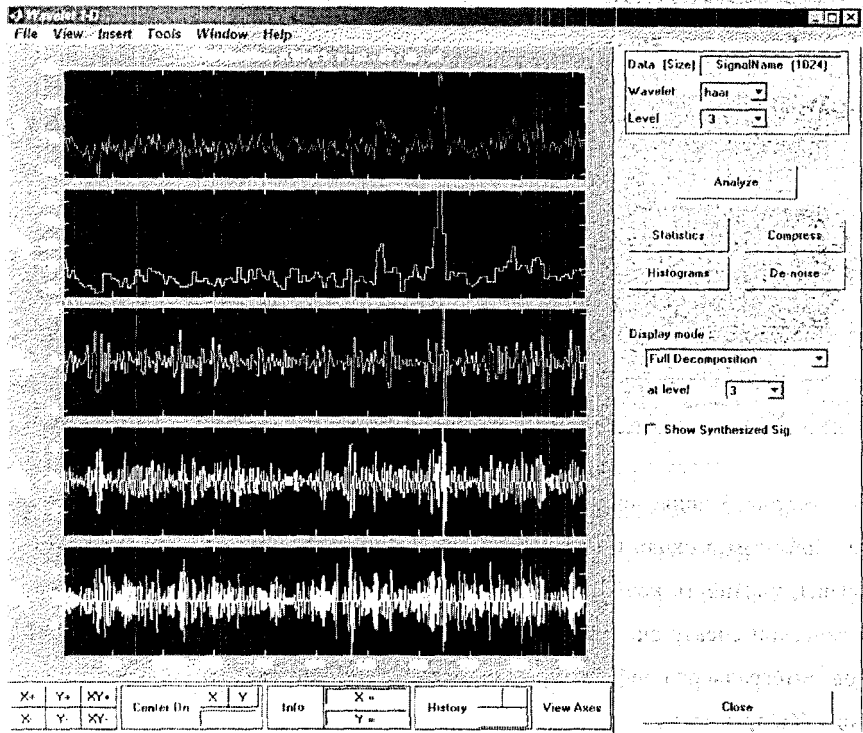 Wavelet 1-D
File View Insert Tools Window Help
Data (Size) SignalName (1024)
Wavelet haar
Level 3
Analyze
Statistics Compress
Histograms De-noise
Display mode :
Full Decomposition
at level 3
Show Synthesized Sig.
X+ Y+ XY+
X- Y- XY-
Center On X Y
Info X = Y =
History
View Axes
Close